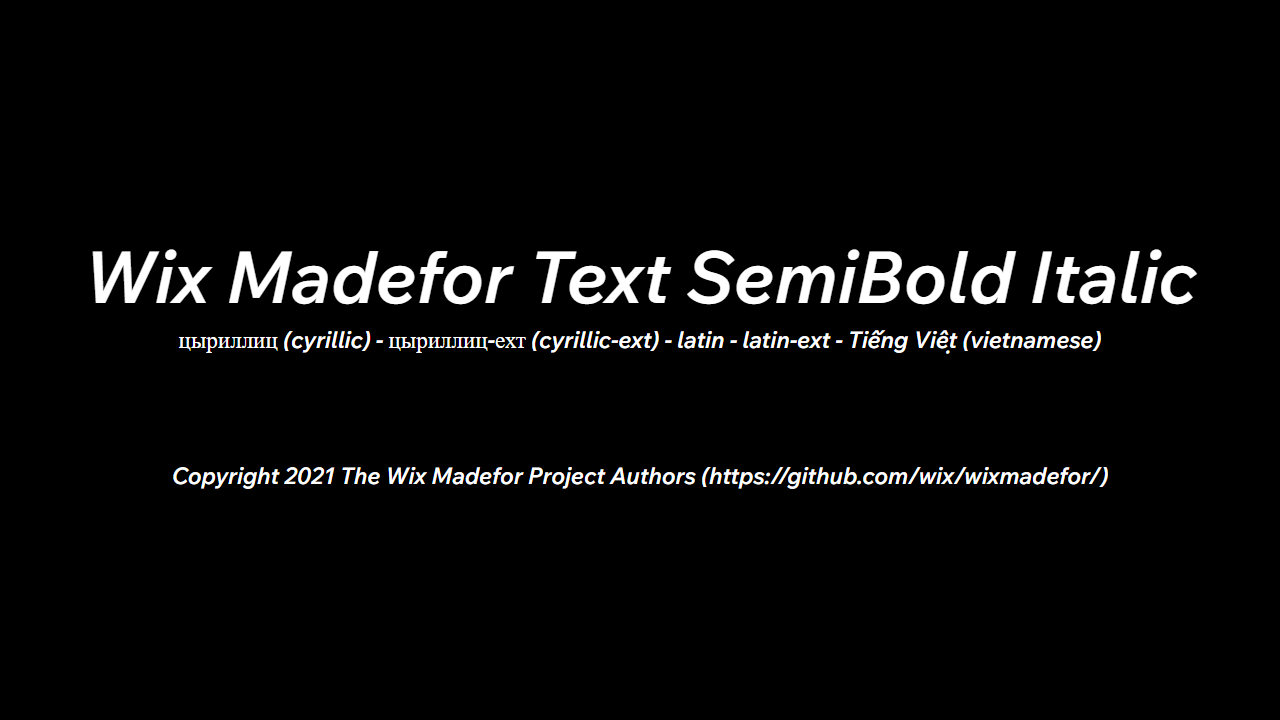 Wix Madefor Text SemiBold Italic
цыриллиц (cyrillic) - цыриллиц-ехт (cyrillic-ext) - latin - latin-ext - Tiếng Việt (vietnamese)
Copyright 2021 The Wix Madefor Project Authors (https://github.com/wix/wixmadefor/)